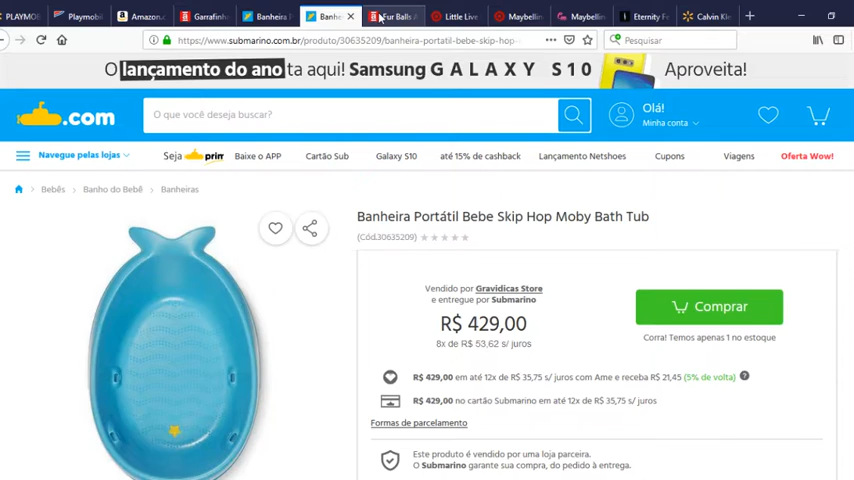 PLAYMO
Playmobil
Amazon.c
Garrafinh
Banheira P
Banhe
Fur Balls A
Little Live
Maybellin
Maybellin
Eternity F
Calvin Kle
https://www.submarino.com.br/produto/30635209/banheira-portatil-bebe-skip-hop-
Pesquisar
O lançamento do ano ta aqui! Samsung GALAXY S10 Aproveita!
.com
O que você deseja buscar?
Olá!
Minha conta
Navegue pelas lojas
Seja prim
Baixe o APP
Cartão Sub
Galaxy S10
até 15% de cashback
Lançamento Netshoes
Cupons
Viagens
Oferta Wow!
Bebês > Banho do Bebê > Banheiras
Banheira Portátil Bebe Skip Hop Moby Bath Tub
(Cód.30635209)
Vendido por Gravidicas Store
e entregue por Submarino
R$ 429,00
8x de R$ 53,62 s/ juros
Comprar
Corra! Temos apenas 1 no estoque
R$ 429,00 em até 12x de R$ 35,75 s/ juros com Ame e receba R$ 21,45 (5% de volta) ?
R$ 429,00 no cartão Submarino em até 12x de R$ 35,75 s/ juros
Formas de parcelamento
Este produto é vendido por uma loja parceira.
O Submarino garante sua compra, do pedido à entrega.